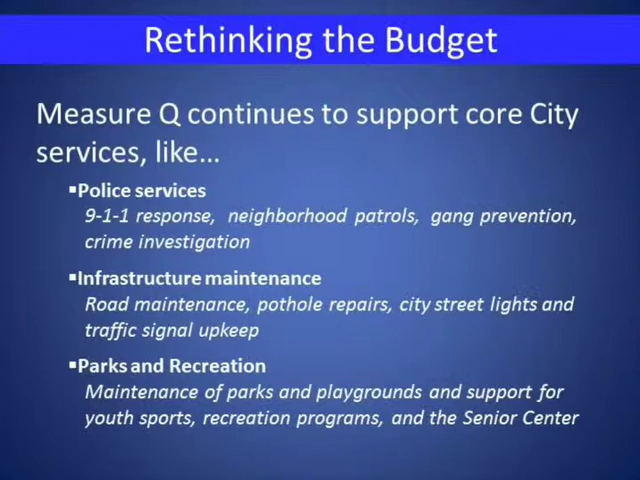 Rethinking the Budget
Measure Q continues to support core City
services, like…
▪Police services
9-1-1 response, neighborhood patrols, gang prevention,
crime investigation
▪Infrastructure maintenance
Road maintenance, pothole repairs, city street lights and
traffic signal upkeep
▪Parks and Recreation
Maintenance of parks and playgrounds and support for
youth sports, recreation programs, and the Senior Center